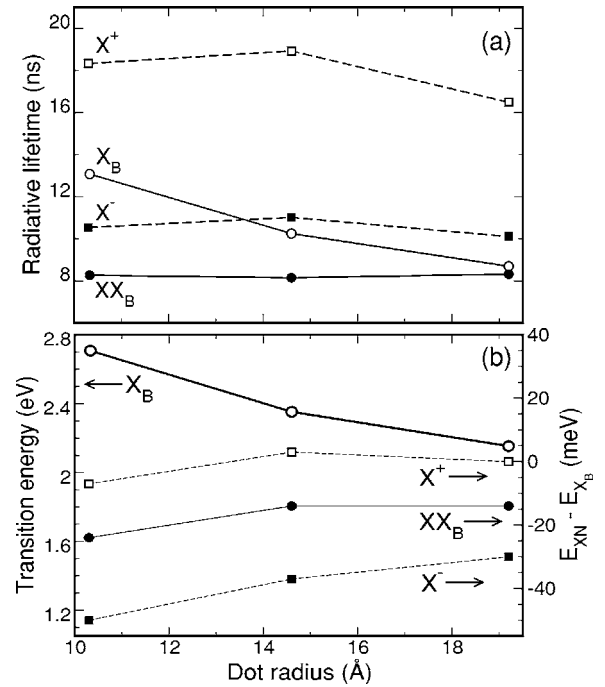 20
(a)
X+
16
XB
12
X-
8
XXB
Radiative lifetime (ns)
2.8
40
(b)
XB
20
2.4
0
2
X+
XXB
-20
1.6
X-
-40
1.2
Transition energy (eV)
EXN - EXB (meV)
10
12
14
16
18
Dot radius (Å)